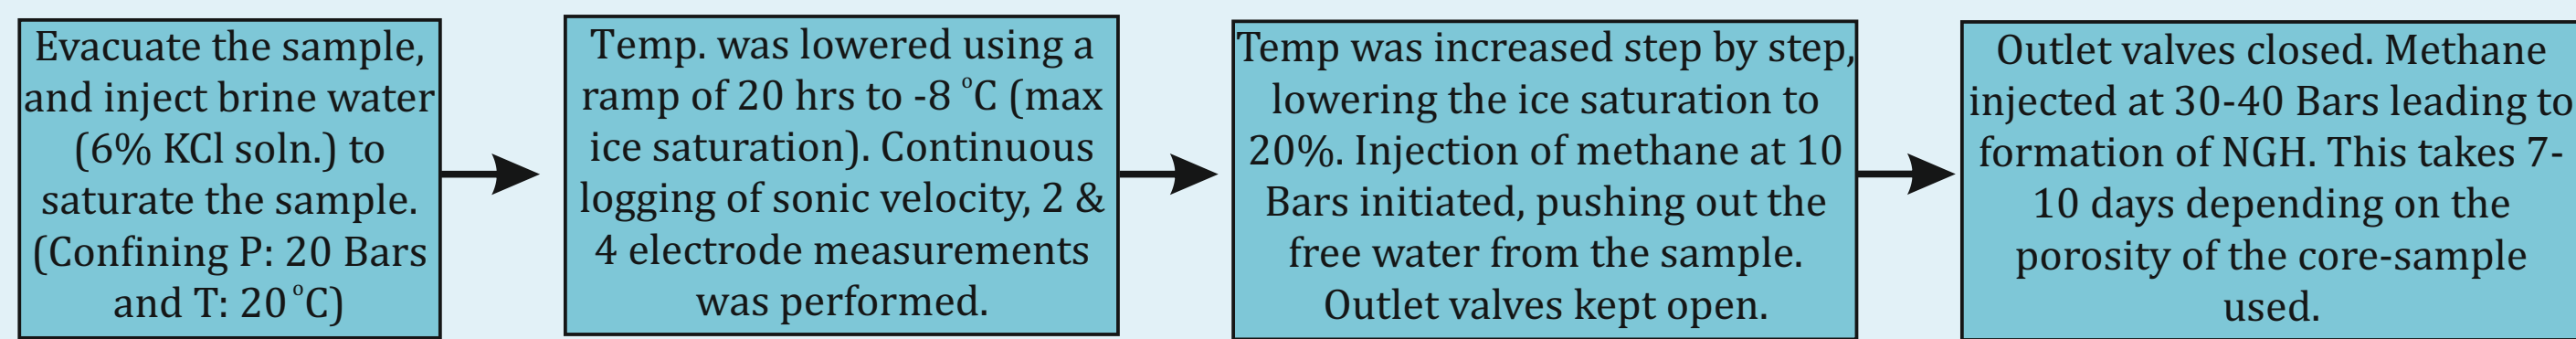 Evacuate the sample,
and inject brine water
(6% KCl soln.) to
saturate the sample.
(Confining P: 20 Bars
and T: 20 °C)
Temp. was lowered using a
ramp of 20 hrs to -8 °C (max
ice saturation). Continuous
logging of sonic velocity, 2 &
4 electrode measurements
was performed.
Temp was increased step by step,
lowering the ice saturation to
20%. Injection of methane at 10
Bars initiated, pushing out the
free water from the sample.
Outlet valves kept open.
Outlet valves closed. Methane
injected at 30-40 Bars leading to
formation of NGH. This takes 7-
10 days depending on the
porosity of the core-sample
used.